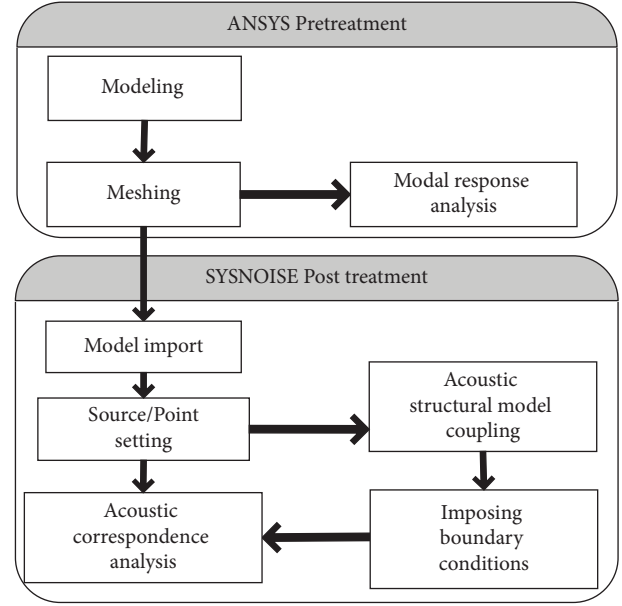 ANSYS Pretreatment
Modeling
Meshing
Modal response
analysis
SYSNOISE Post treatment
Model import
Source/Point
setting
Acoustic
structural model
coupling
Acoustic
correspondence
analysis
Imposing
boundary
conditions